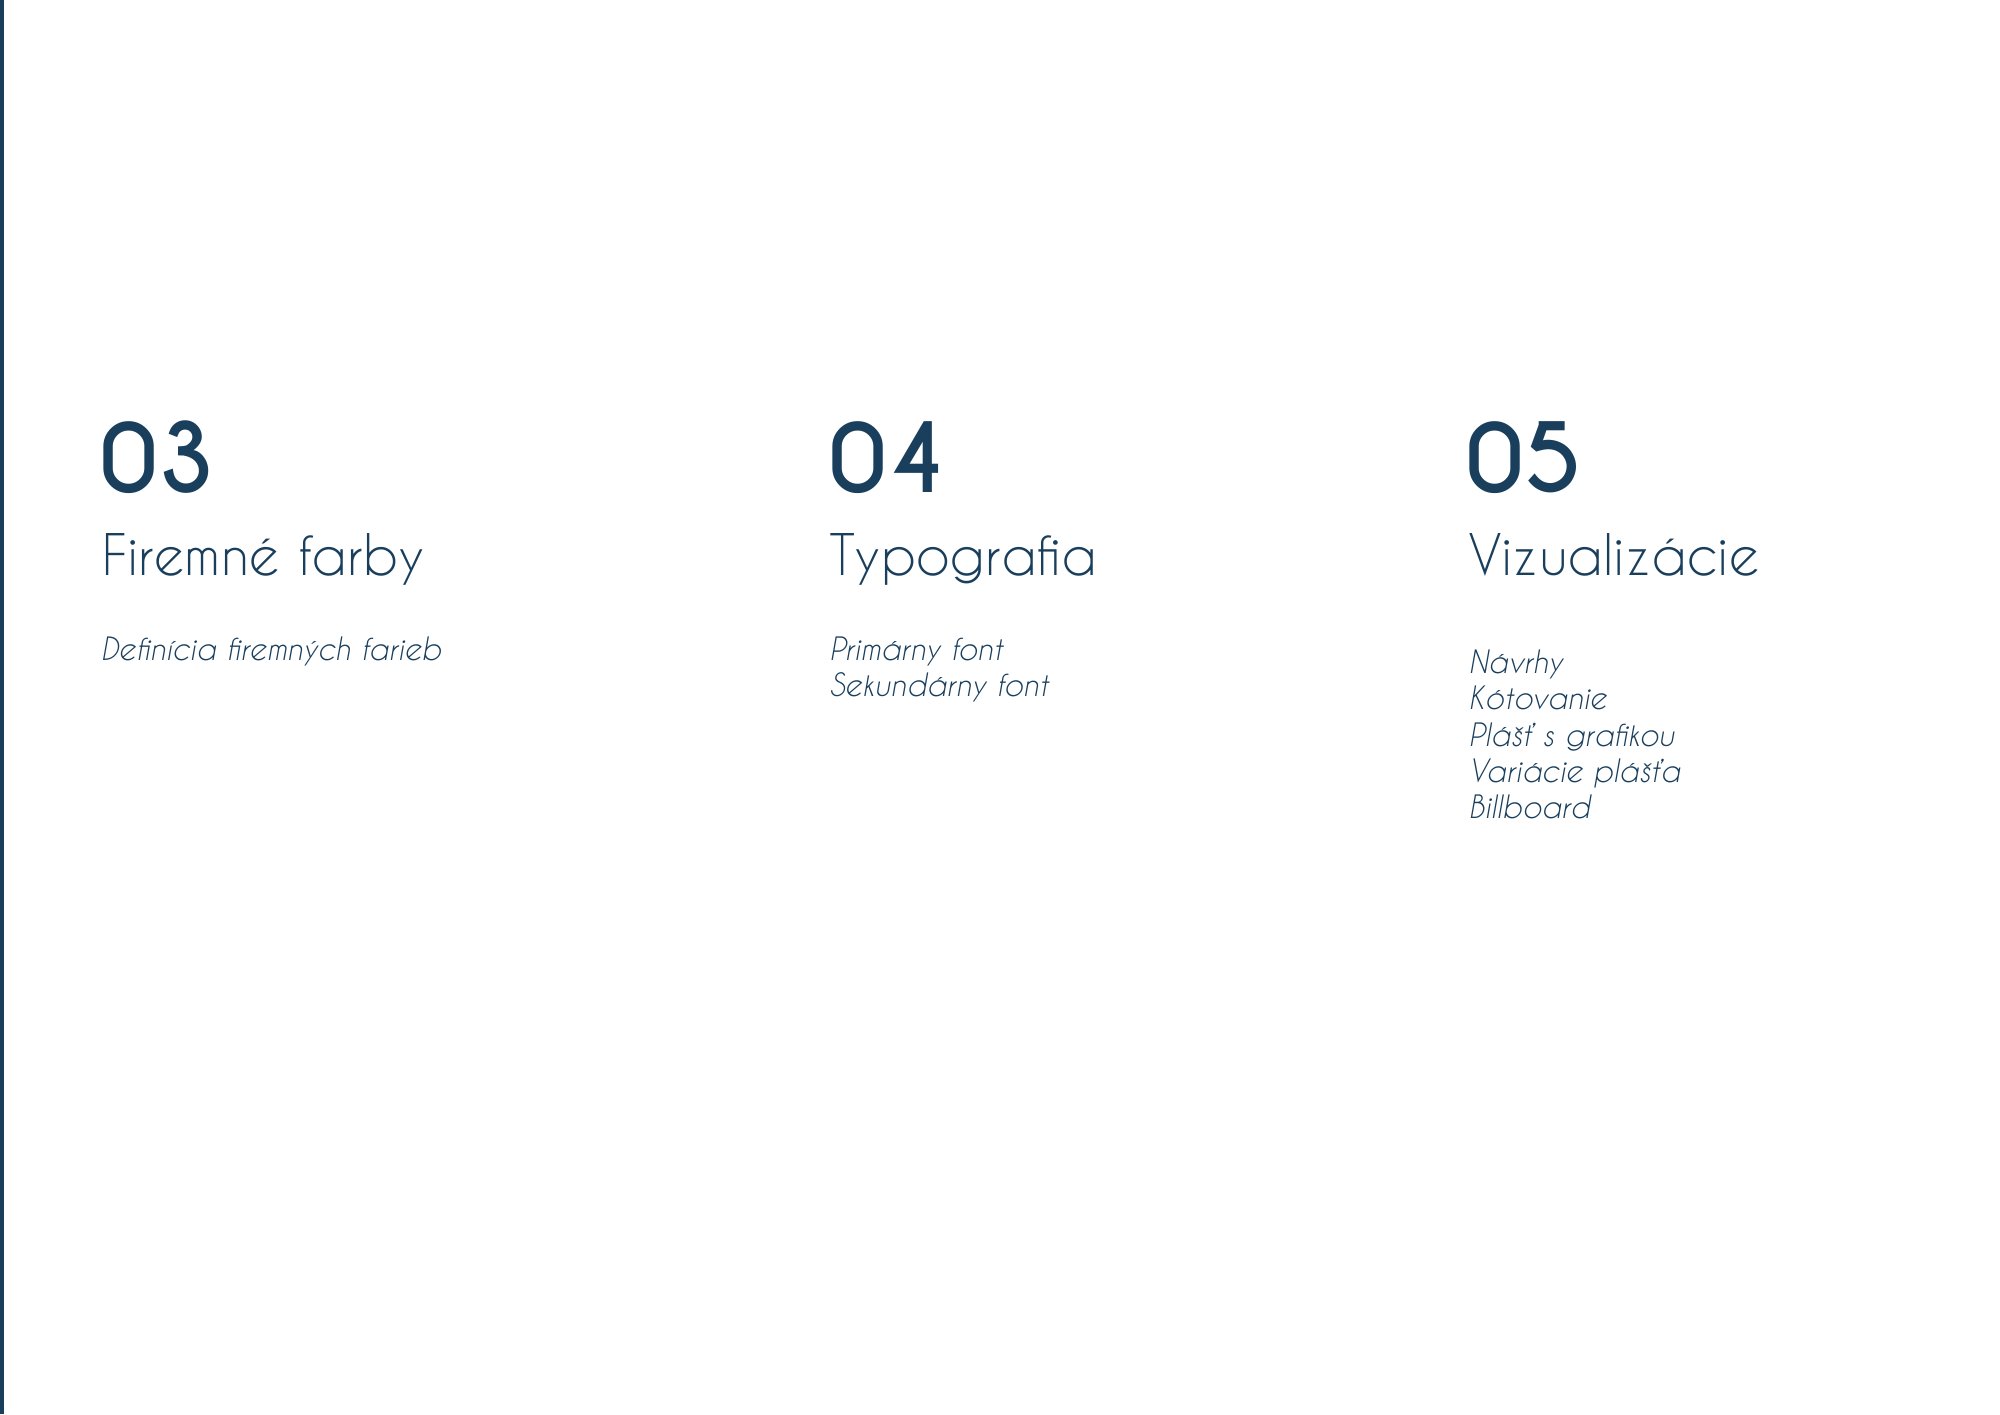 03
Firemné farby
Definícia firemných farieb
04
Typografia
Primárny font
Sekundárny font
05
Vizualizácie
Návrhy
Kótovanie
Plášť s grafikou
Variácie plášťa
Billboard